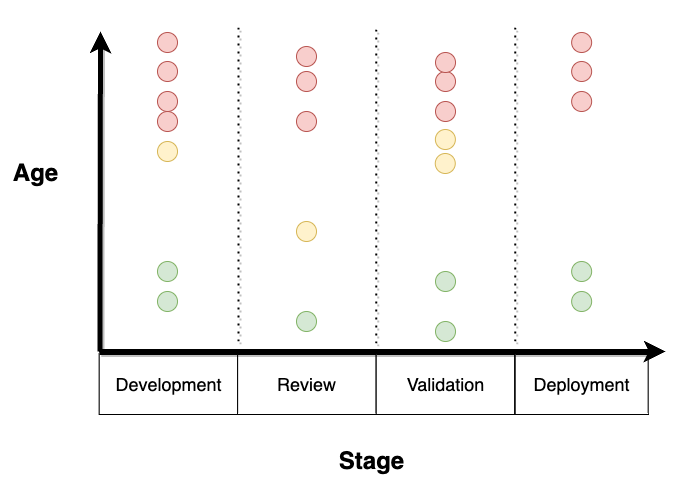 Age
Development
Review
Validation
Deployment
Stage